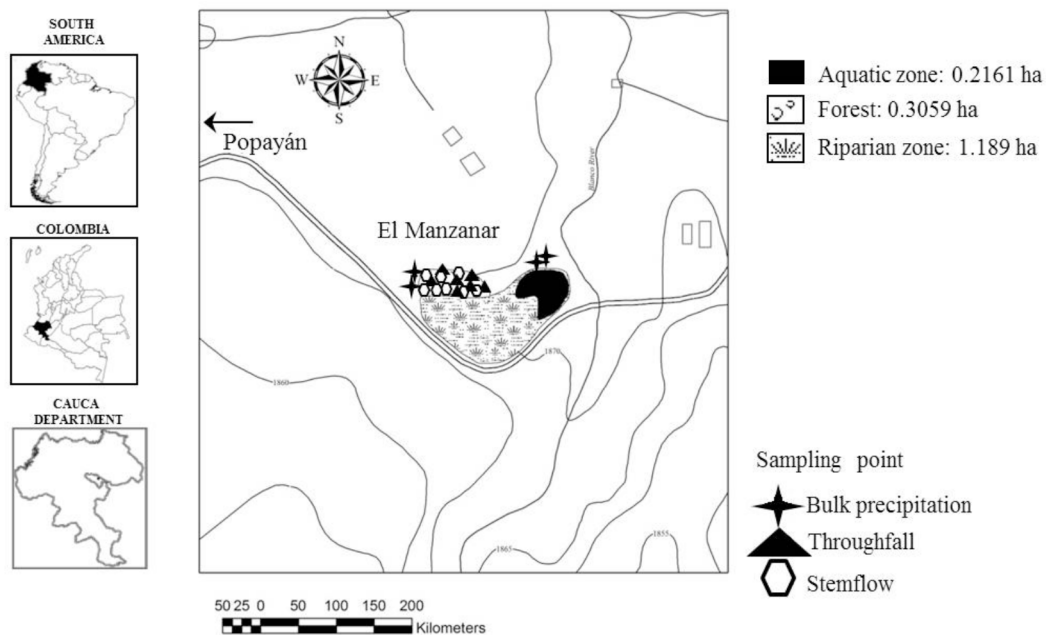 SOUTH
AMERICA
COLOMBIA
CAUCA
DEPARTMENT
N
W E
S
Popayán
El Manzanar
Blanco River
1860
1870
1865
1855
Aquatic zone: 0.2161 ha
Forest: 0.3059 ha
Riparian zone: 1.189 ha
Sampling point
Bulk precipitation
Throughfall
Stemflow
50 25 0 50 100 150 200
Kilometers